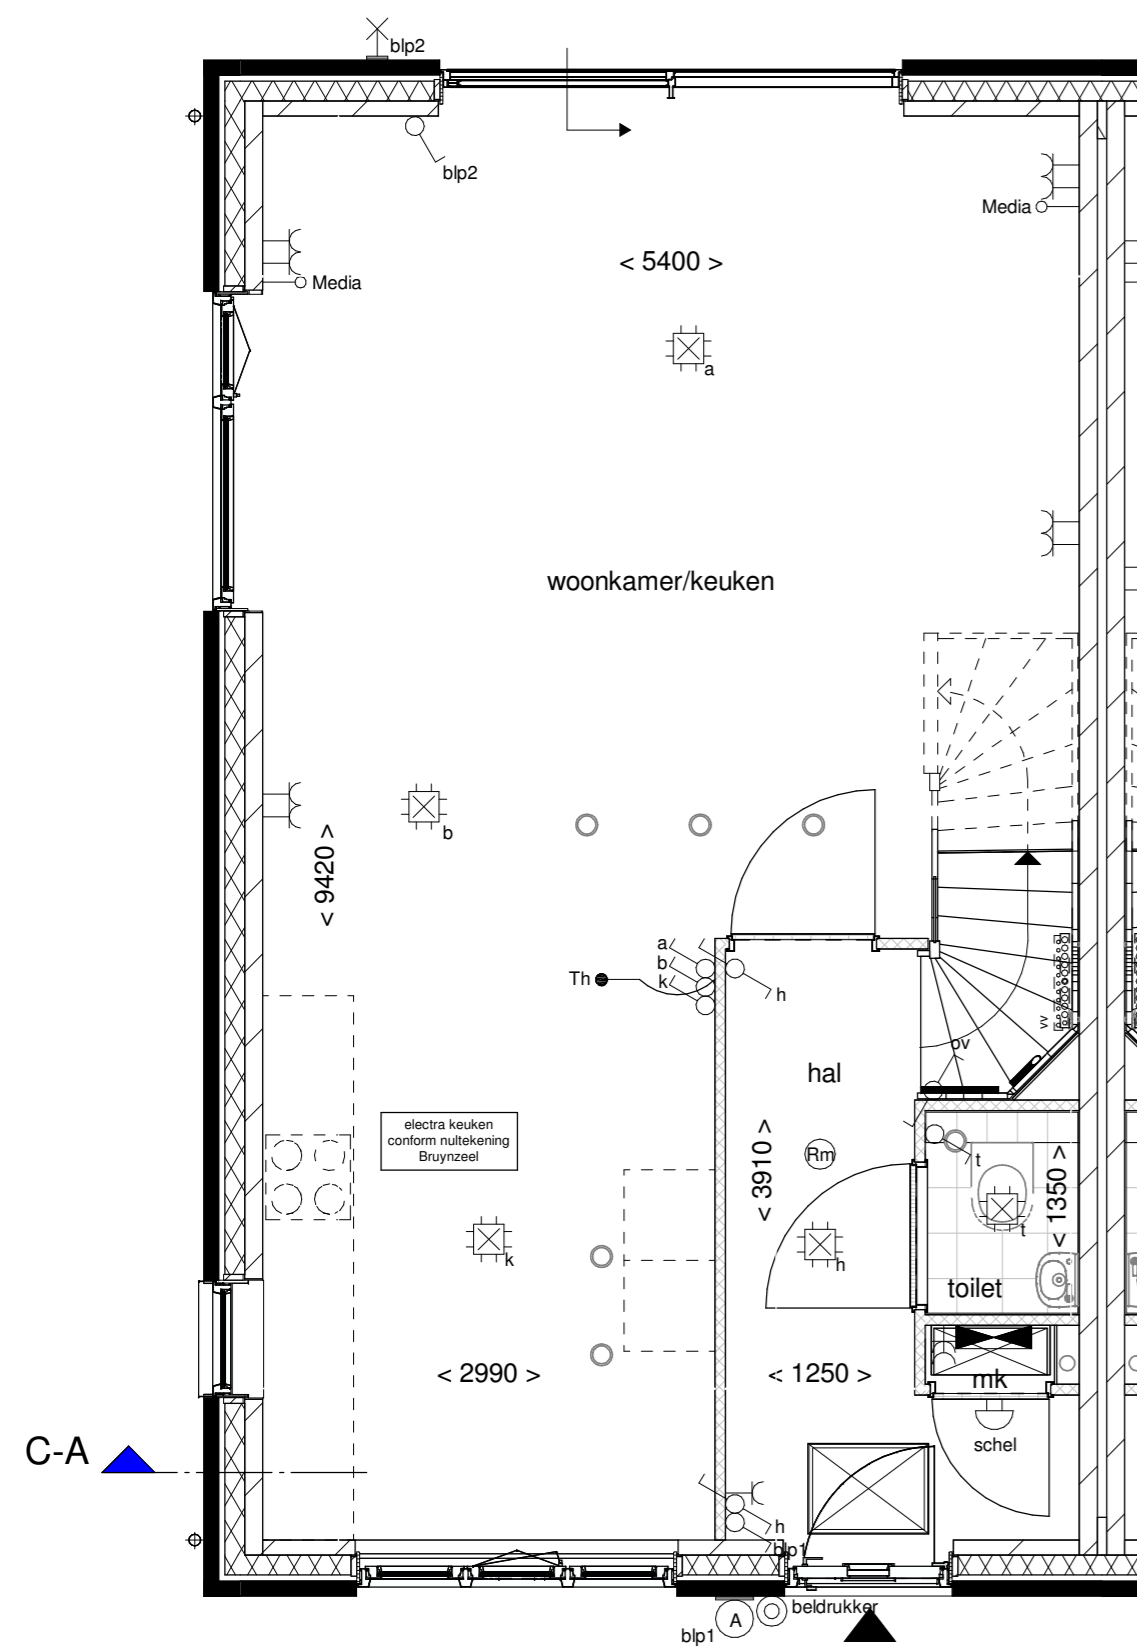 blp2
blp2
Media
< 5400 >
Media
a
woonkamer/keuken
b
< 9420 >
a
b
k
Th
h
vv
ov
hal
electra keuken
conform nultekening
Bruynzeel
< 3910 >
Rm
t
< 1350 >
t
k
h
toilet
< 2990 >
< 1250 >
mk
schel
C-A
h
blp1
beldrukker
A
blp1